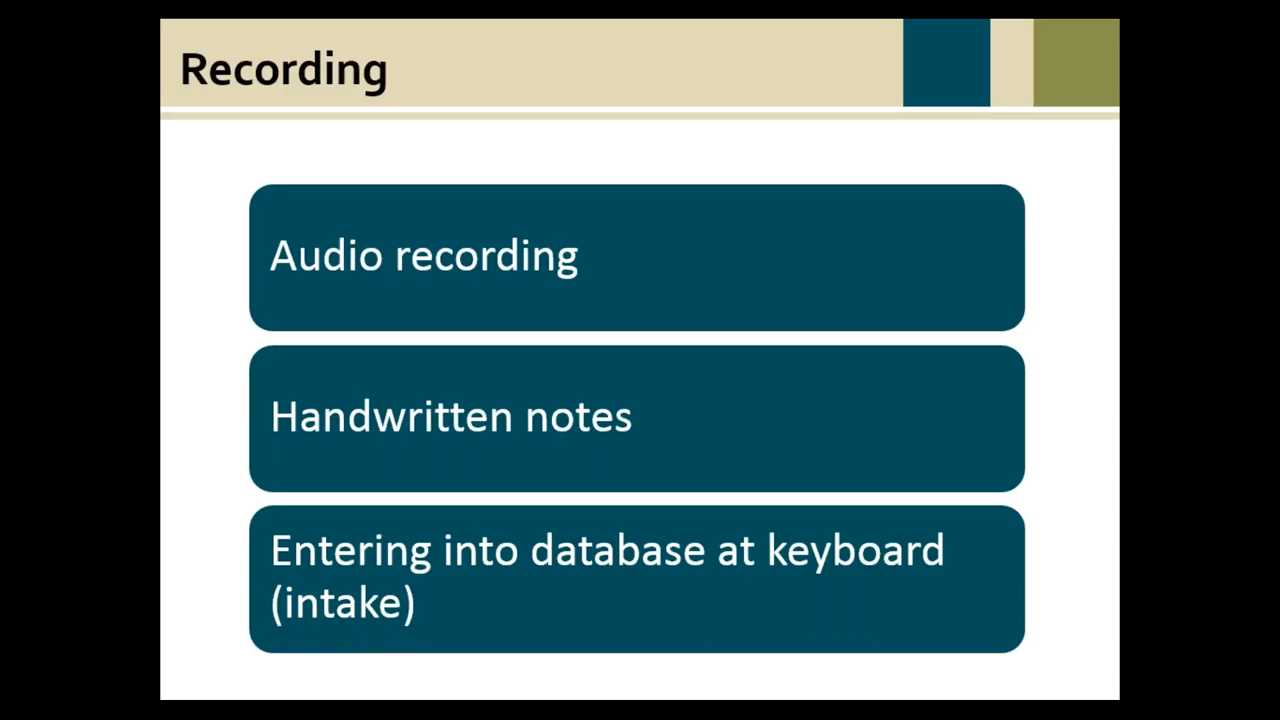 Recording
Audio recording
Handwritten notes
Entering into database at keyboard
(intake)